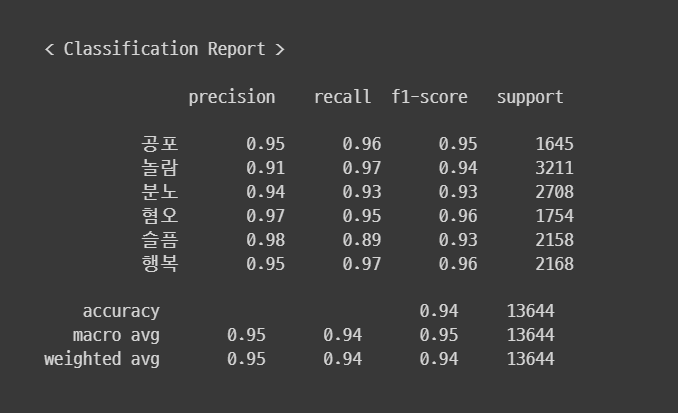 < Classification Report >
precision recall f1-score support
공포 0.95 0.96 0.95 1645
놀람 0.91 0.97 0.94 3211
분노 0.94 0.93 0.93 2708
혐오 0.97 0.95 0.96 1754
슬픔 0.98 0.89 0.93 2158
행복 0.95 0.97 0.96 2168
accuracy 0.94 13644
macro avg 0.95 0.94 0.95 13644
weighted avg 0.95 0.94 0.94 13644